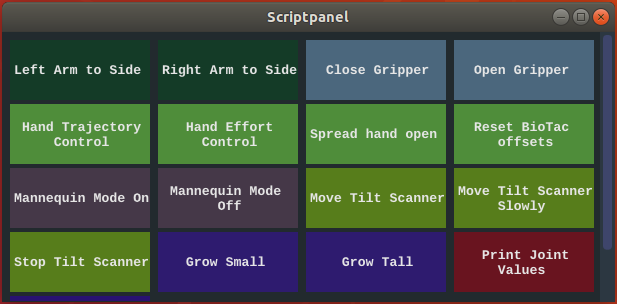 Scriptpanel
Left Arm to Side
Right Arm to Side
Close Gripper
Open Gripper
Hand Trajectory
Control
Hand Effort
Control
Spread hand open
Reset BioTac
offsets
Mannequin Mode On
Mannequin Mode
Off
Move Tilt Scanner
Move Tilt Scanner
Slowly
Stop Tilt Scanner
Grow Small
Grow Tall
Print Joint
Values